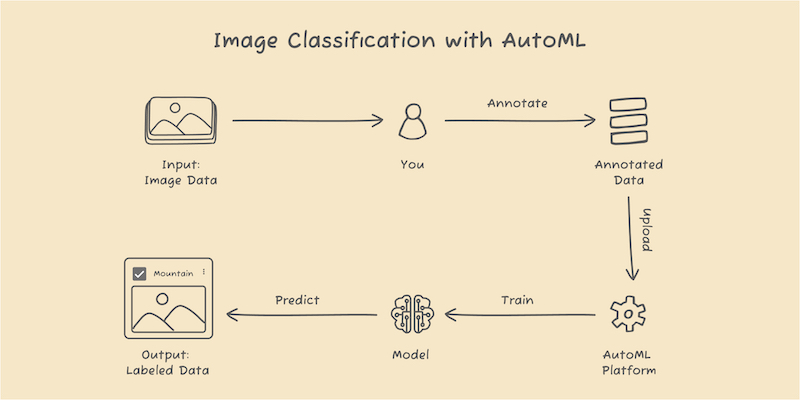 Image Classification with AutoML
Annotate
Input:
Image Data
You
Annotated
Data
upload
Mountain
Predict
Train
Output:
Labeled Data
Model
AutoML
Platform